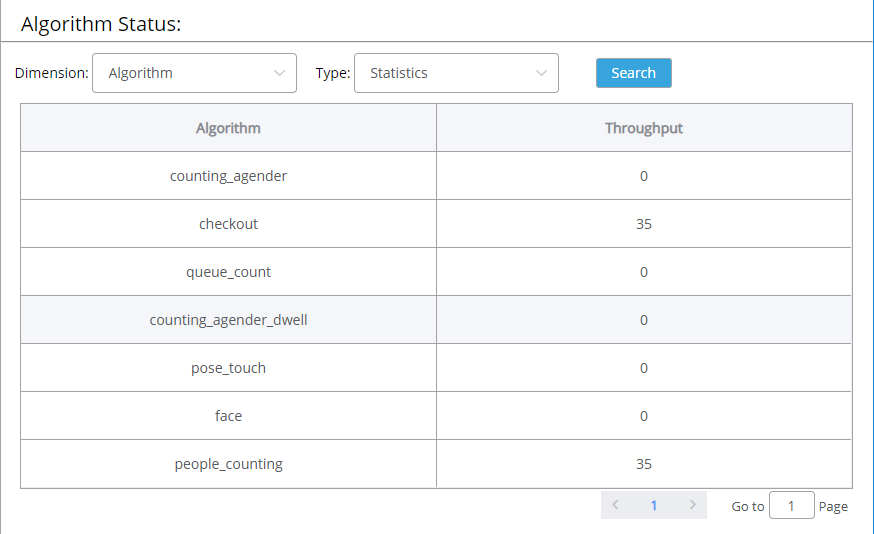 Algorithm Status:
Dimension: Algorithm Type: Statistics Search
Algorithm Throughput
counting_agender 0
checkout 35
queue_count 0
counting_agender_dwell 0
pose_touch 0
face 0
people_counting 35
1 Go to 1 Page